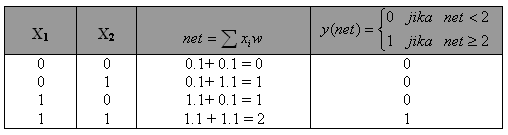 X1 X2 net = ∑ xᵢw y(net) = { 0 jika net < 2
1 jika net ≥ 2
0 0 0.1+ 0.1 = 0 0
0 1 0.1+ 1.1 = 1 0
1 0 1.1+ 0.1 = 1 0
1 1 1.1 + 1.1 = 2 1